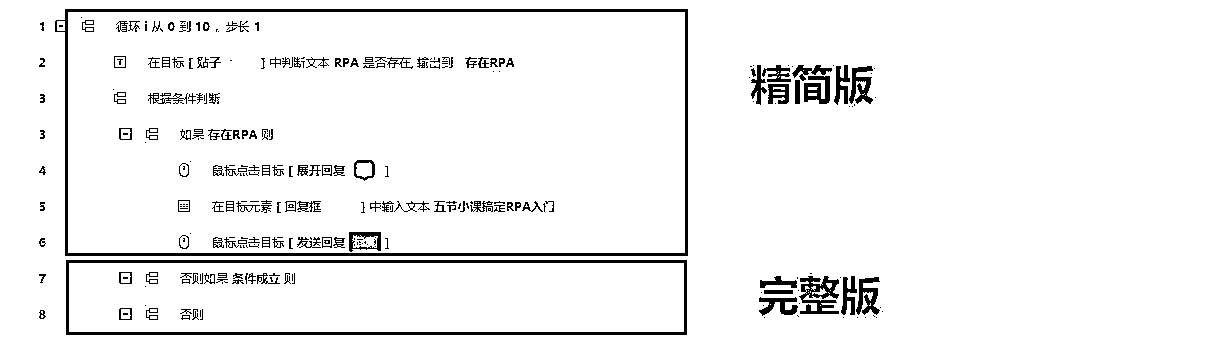 1 循环 i 从 0 到 10 。步长 1
2 在目标 [ 贴子 ] 中判断文本 RPA 是否存在, 输出到 存在RPA
3 根据条件判断
3 如果 存在RPA 则
4 鼠标点击目标 [ 展开回复 ]
5 在目标元素 [ 回复框 ] 中输入文本 五节小课搞定RPA入门
6 鼠标点击目标 [ 发送回复 ]
7 否则如果 条件成立 则
8 否则
精简版
完整版